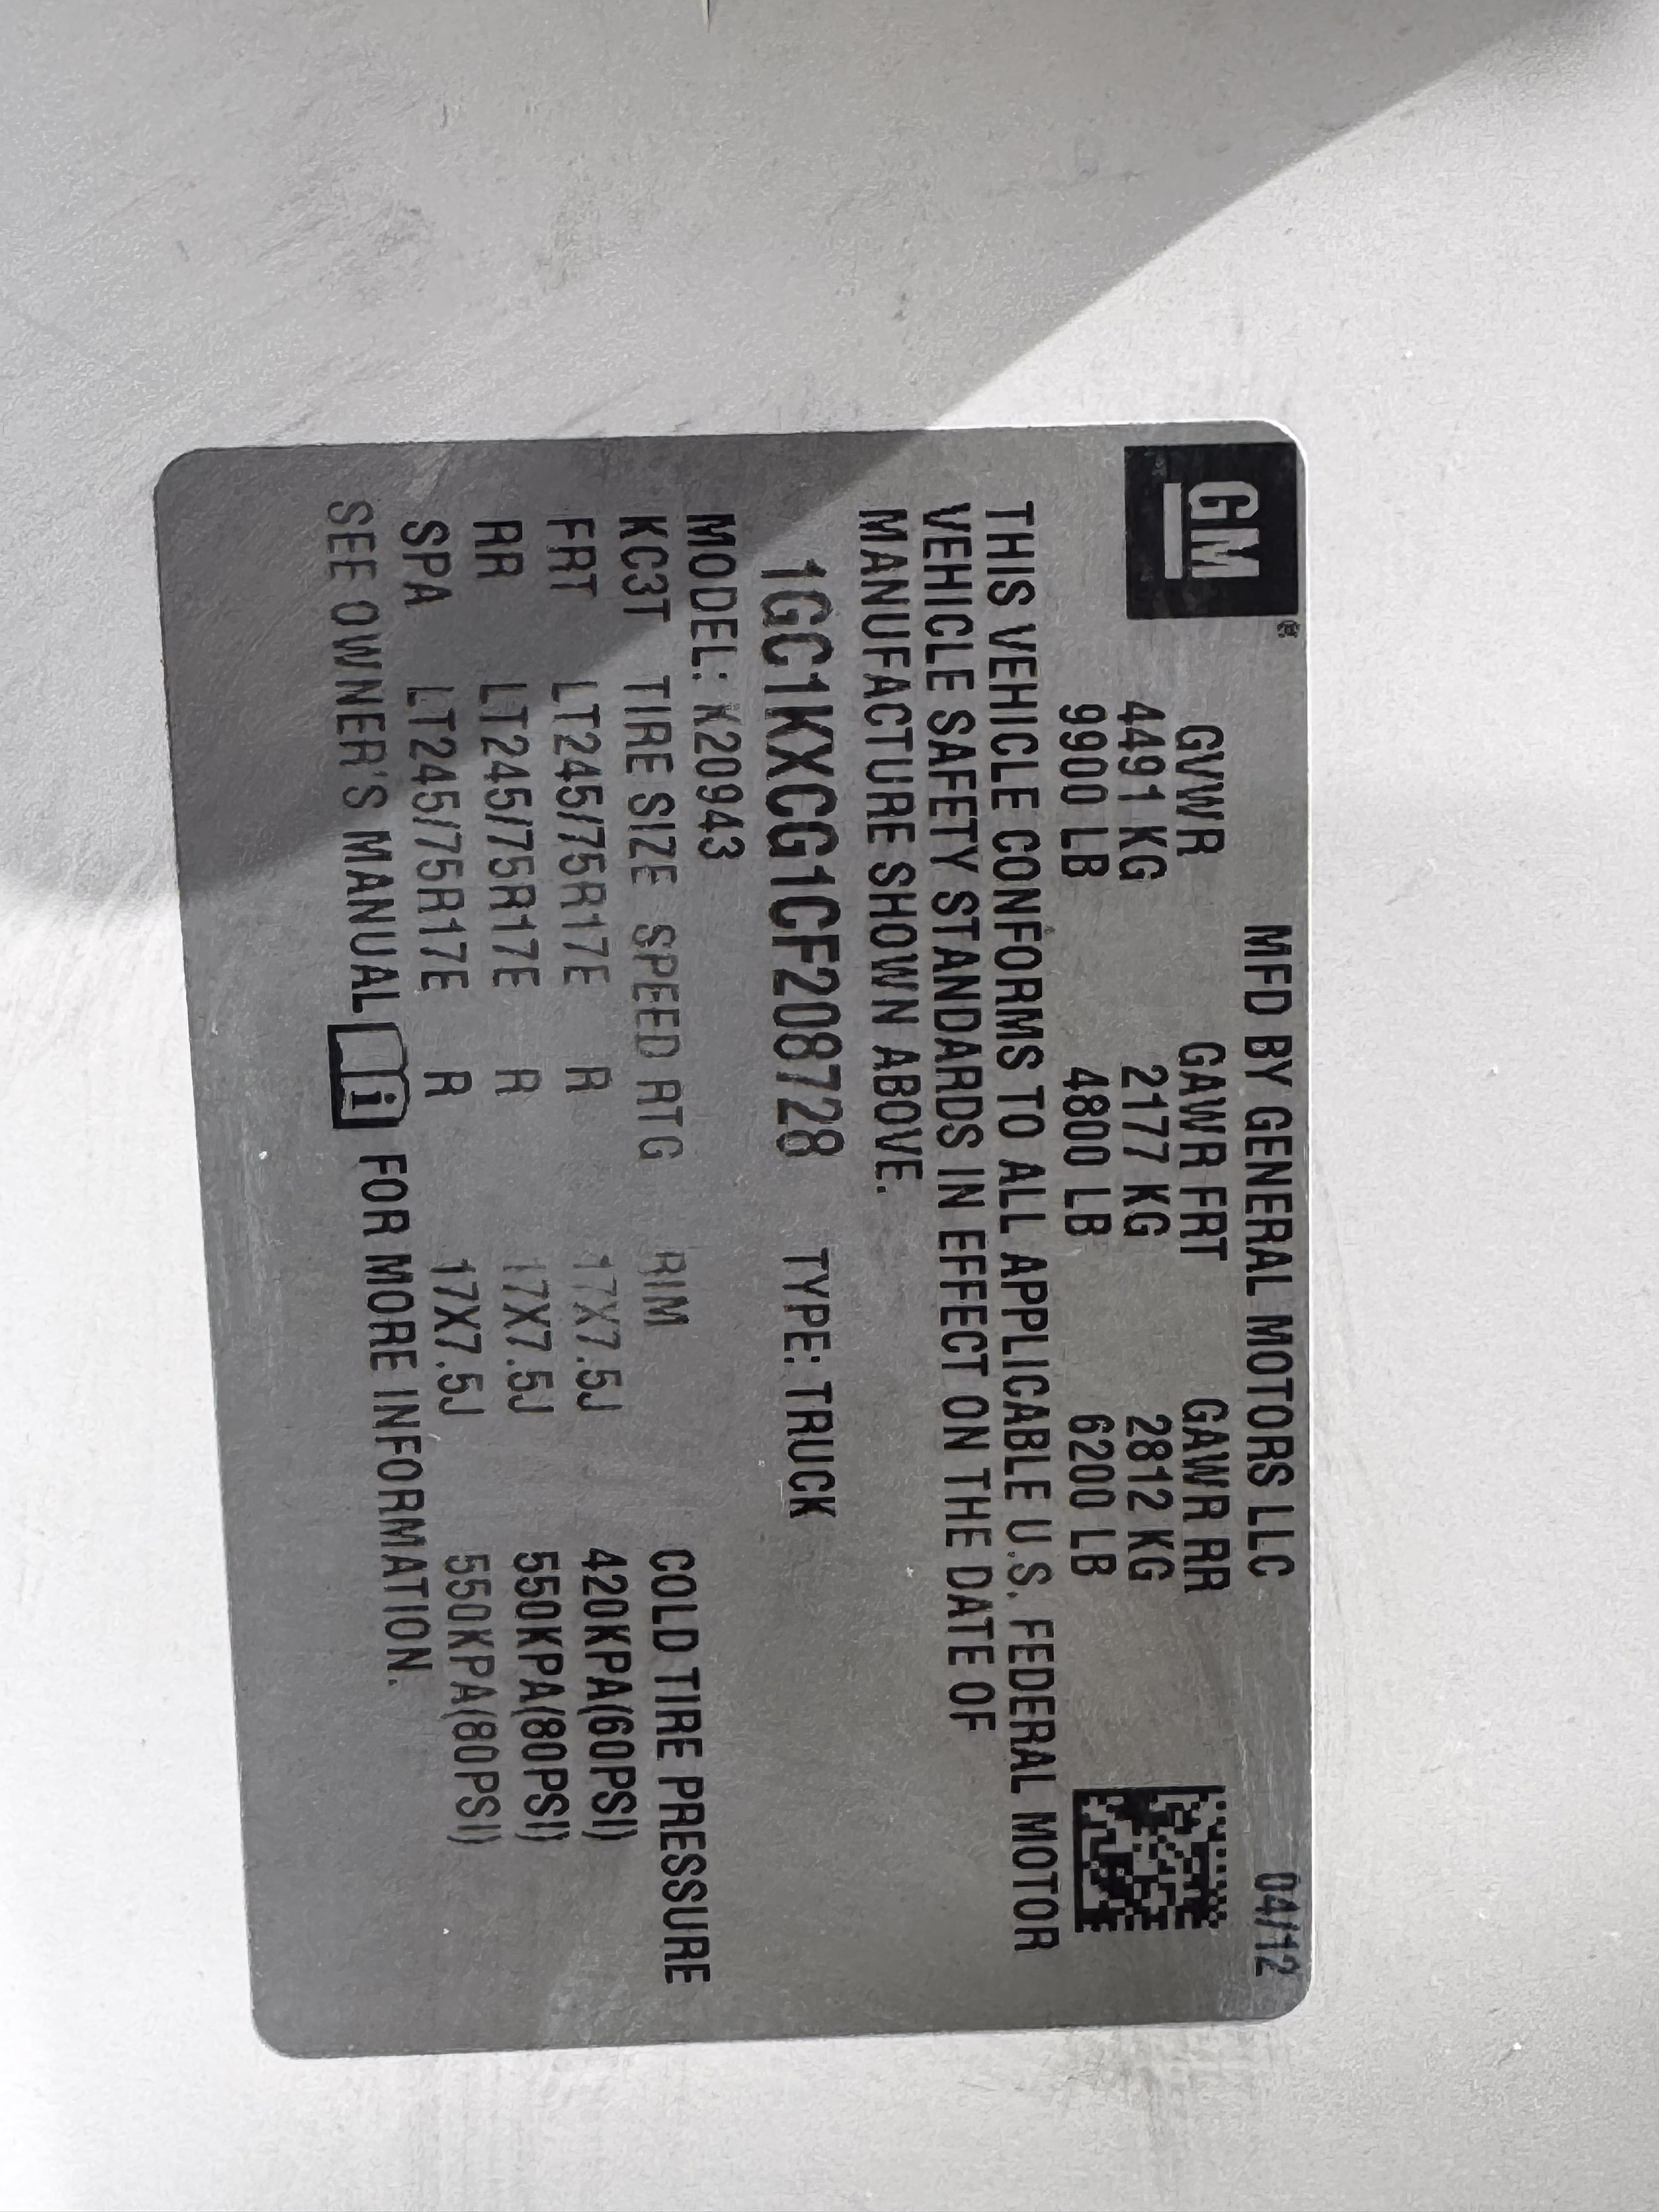 GM®
MFD BY GENERAL MOTORS LLC 04/12
GVWR GAWR FRT GAWR RR
4491 KG 2177 KG 2812 KG
9900 LB 4800 LB 6200 LB
THIS VEHICLE CONFORMS TO ALL APPLICABLE U.S. FEDERAL MOTOR
VEHICLE SAFETY STANDARDS IN EFFECT ON THE DATE OF
MANUFACTURE SHOWN ABOVE.
1GC1KXCG1CF208728 TYPE: TRUCK
MODEL: K20943
KC3T TIRE SIZE SPEED RTG RIM COLD TIRE PRESSURE
FRT LT245/75R17E R 17X7.5J 420KPA(60PSI)
RR LT245/75R17E R 17X7.5J 550KPA(80PSI)
SPA LT245/75R17E R 17X7.5J 550KPA(80PSI)
SEE OWNER'S MANUAL i FOR MORE INFORMATION.